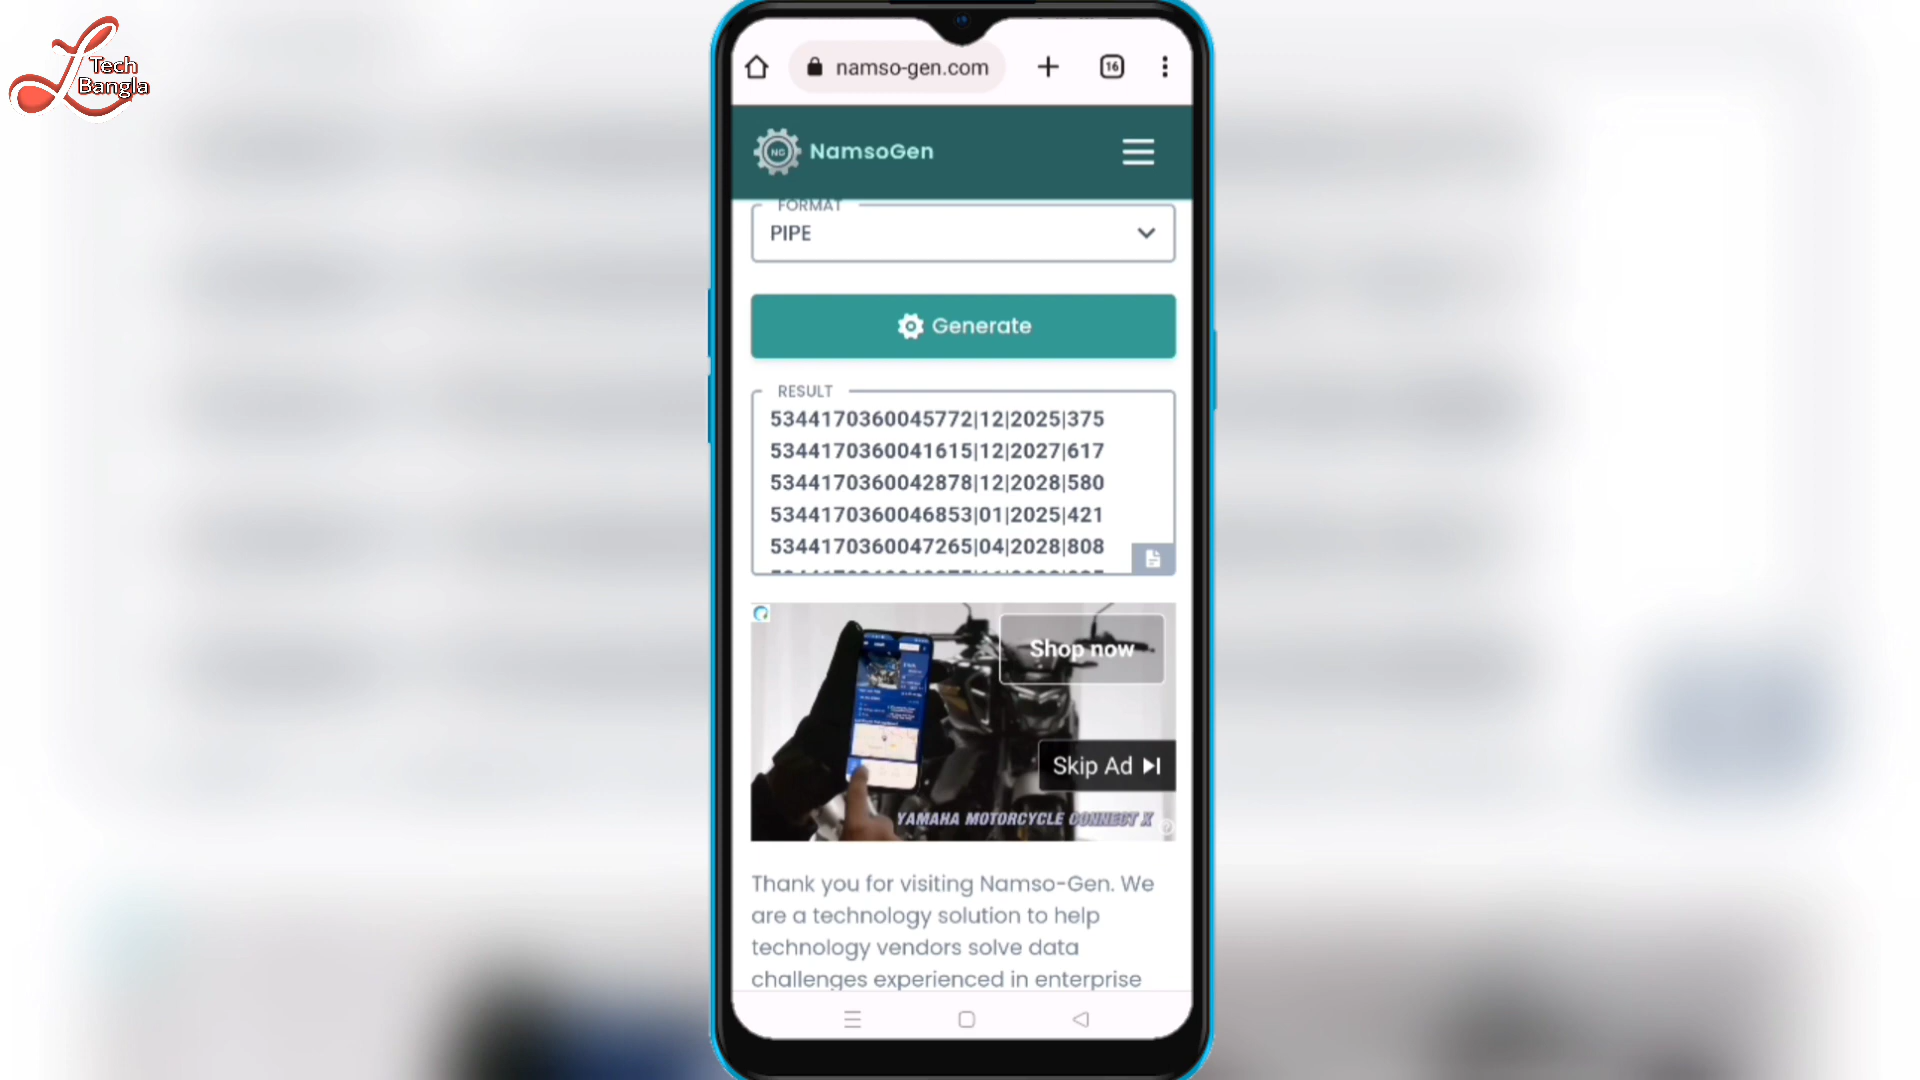 Tech
Bangla
namso-gen.com
16
NG
NamsoGen
FORMAT
PIPE
Generate
RESULT
5344170360045772|12|2025|375
5344170360041615|12|2027|617
5344170360042878|12|2028|580
5344170360046853|01|2025|421
5344170360047265|04|2028|808
Shop now
Skip Ad
YAMAHA MOTORCYCLE CONNECT X
Thank you for visiting Namso-Gen. We
are a technology solution to help
technology vendors solve data
challenges experienced in enterprise